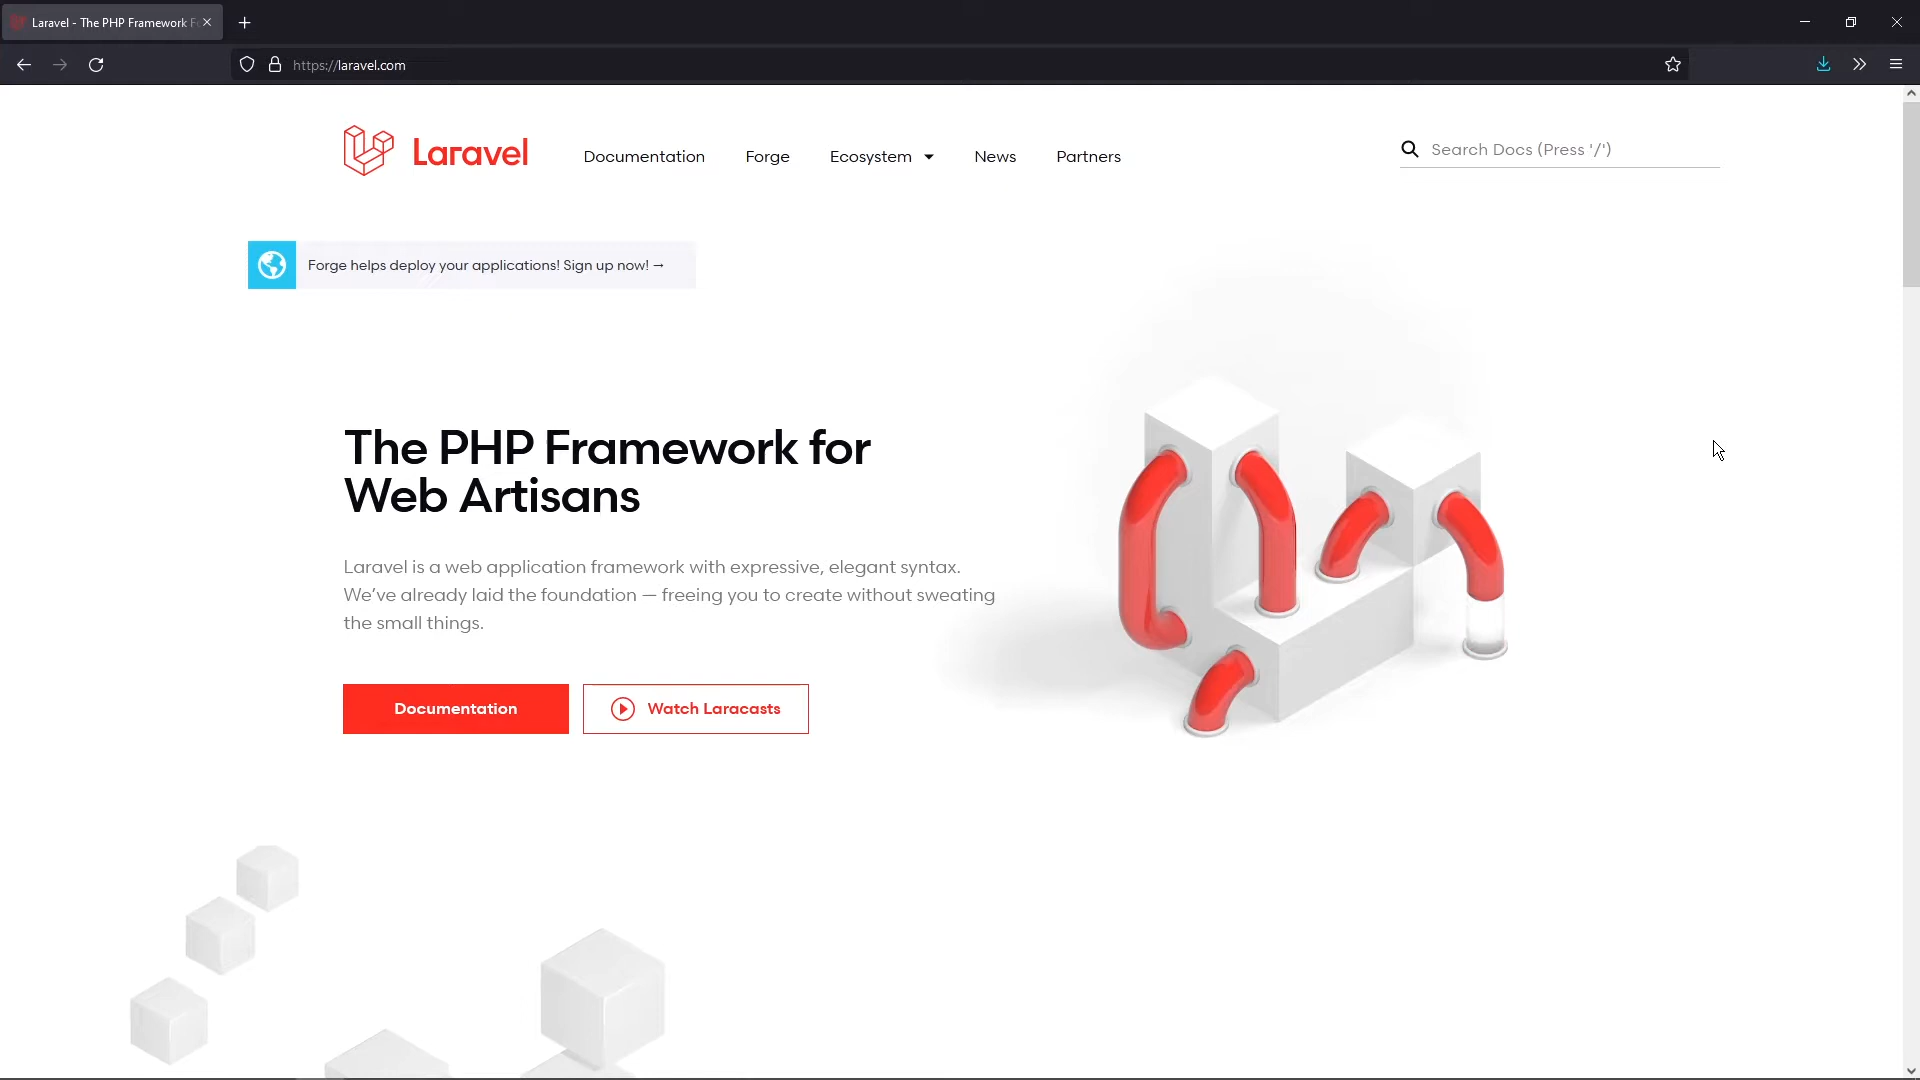 Laravel - The PHP Framework F
https://laravel.com
Laravel
Documentation
Forge
Ecosystem
News
Partners
Search Docs (Press '/')
Forge helps deploy your applications! Sign up now! →
The PHP Framework for
Web Artisans
Laravel is a web application framework with expressive, elegant syntax.
We’ve already laid the foundation — freeing you to create without sweating
the small things.
Documentation
Watch Laracasts